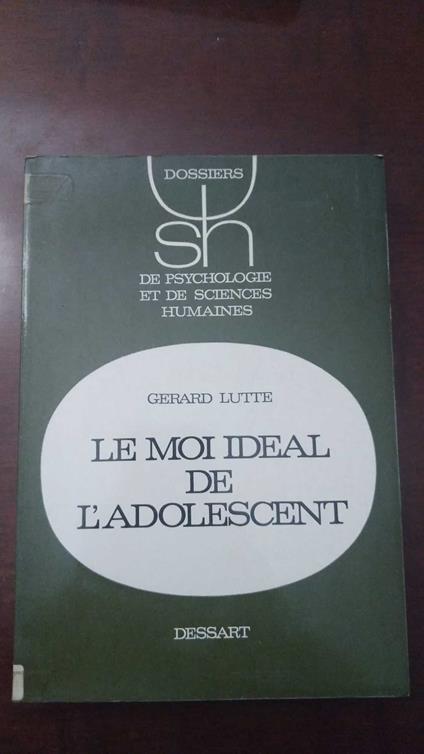 DOSSIERS
sh
DE PSYCHOLOGIE
ET DE SCIENCES
HUMAINES
GERARD LUTTE
LE MOI IDEAL
DE
L'ADOLESCENT
DESSART